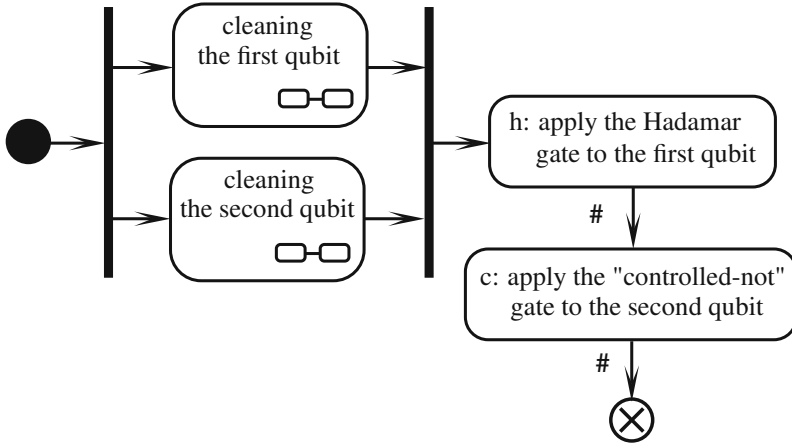 cleaning
the first qubit
cleaning
the second qubit
h: apply the Hadamar
gate to the first qubit
#
c: apply the "controlled-not"
gate to the second qubit
#